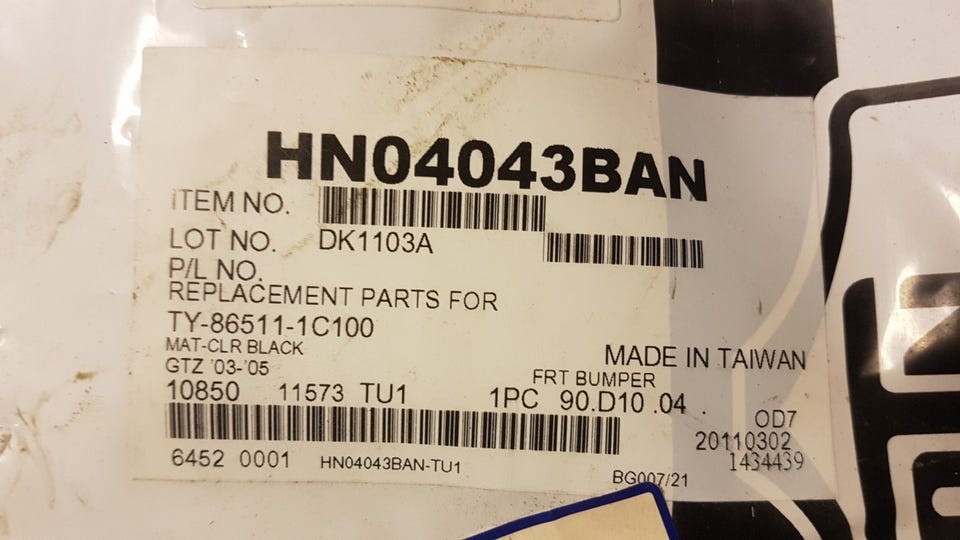 HN04043BAN
ITEM NO.
LOT NO. DK1103A
P/L NO.
REPLACEMENT PARTS FOR
TY-86511-1C100
MAT-CLR BLACK
MADE IN TAIWAN
GTZ '03-'05
FRT BUMPER
10850 11573 TU1 1PC 90.D10 .04 .
OD7
20110302
6452 0001 HN04043BAN-TU1 1434439
BG007/21